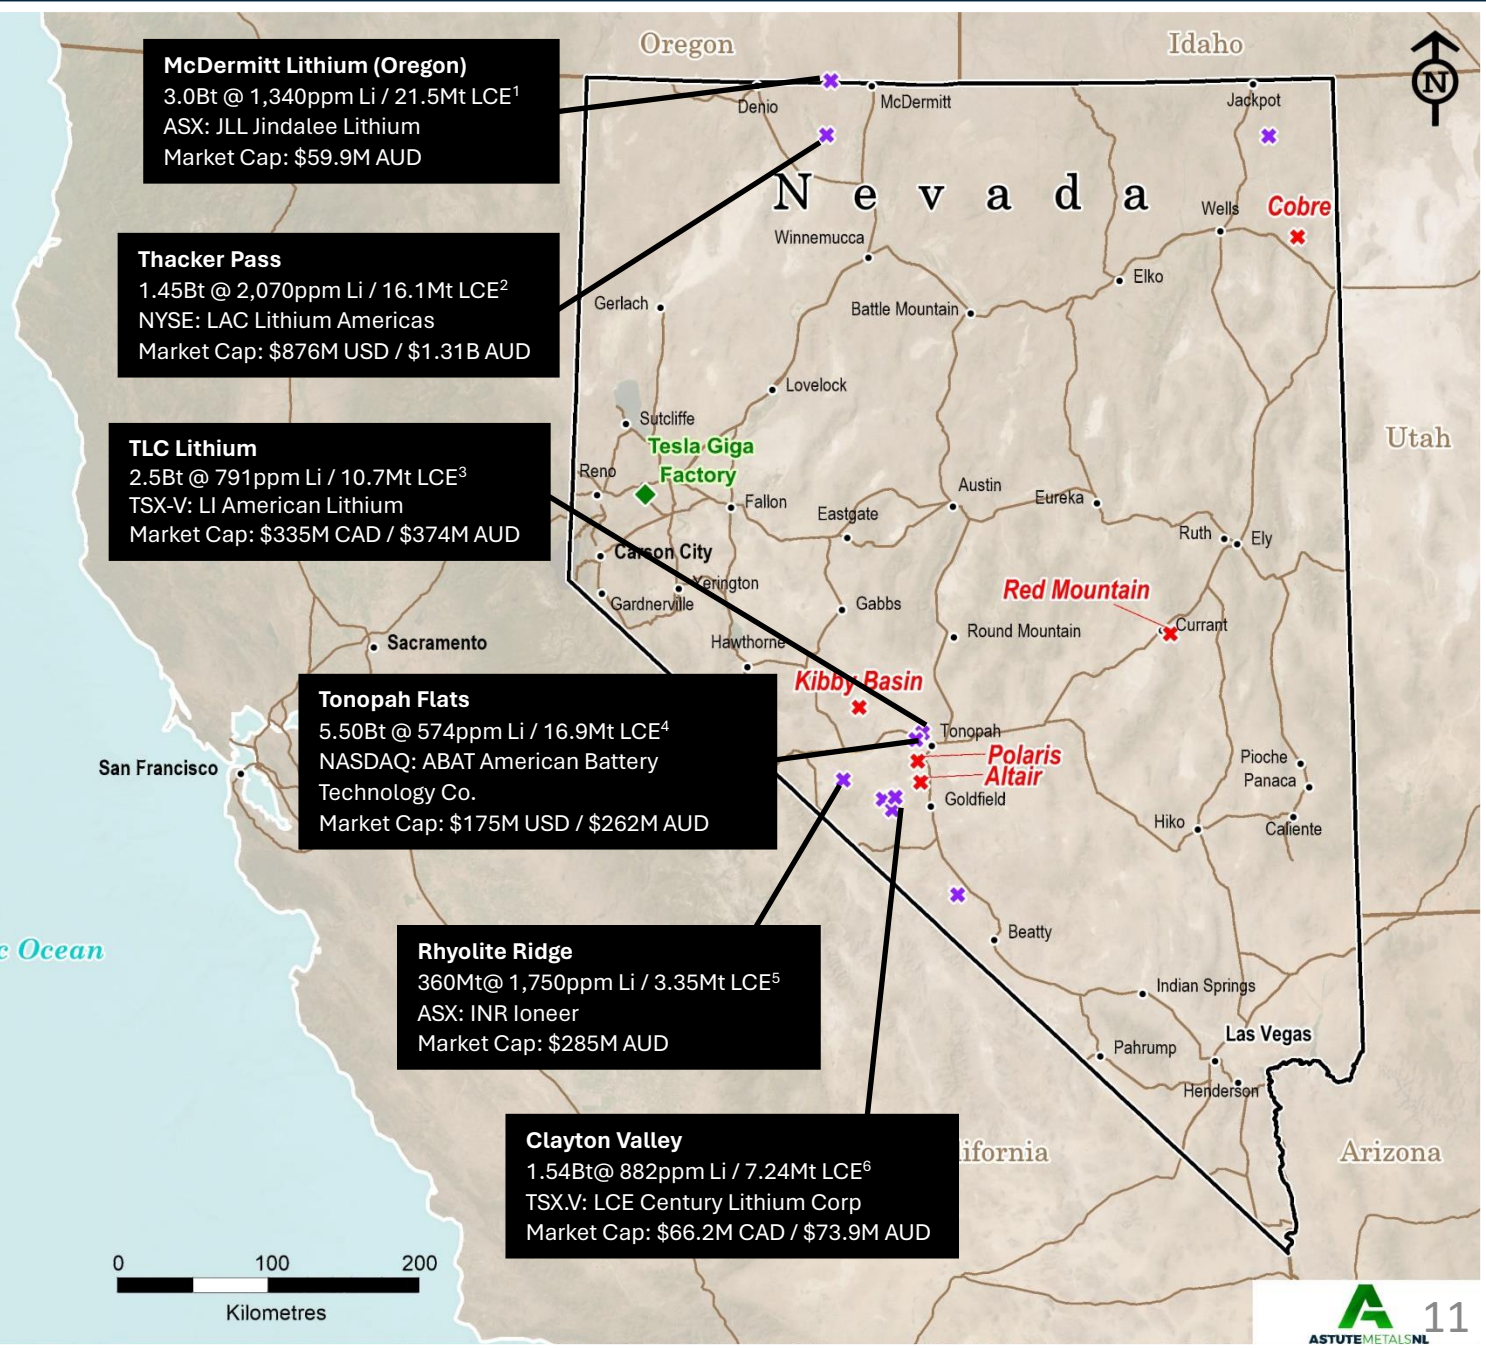 Oregon
Idaho
McDermitt Lithium (Oregon)
3.0Bt @ 1,340ppm Li / 21.5Mt LCE1
ASX: JLL Jindalee Lithium
Market Cap: $59.9M AUD
N
Denio
McDermitt
Jackpot
Nevada
Wells
Cobre
Winnemucca
Thacker Pass
1.45Bt @ 2,070ppm Li / 16.1Mt LCE2
NYSE: LAC Lithium Americas
Market Cap: $876M USD / $1.31B AUD
Elko
Gerlach
Battle Mountain
Lovelock
Sutcliffe
Tesla Giga
Factory
Utah
TLC Lithium
2.5Bt @ 791ppm Li / 10.7Mt LCE3
TSX-V: LI American Lithium
Market Cap: $335M CAD / $374M AUD
Reno
Fallon
Austin
Eureka
Eastgate
Ruth
Ely
Carson City
Yerington
Gardnerville
Gabbs
Red Mountain
Currant
Round Mountain
Sacramento
Hawthorne
Kibby Basin
Tonopah Flats
5.50Bt @ 574ppm Li / 16.9Mt LCE4
NASDAQ: ABAT American Battery
Technology Co.
Market Cap: $175M USD / $262M AUD
Tonopah
Polaris
Altair
Goldfield
Pioche
Panaca
Hiko
Caliente
San Francisco
Beatty
c Ocean
Rhyolite Ridge
360Mt@ 1,750ppm Li / 3.35Mt LCE5
ASX: INR Ioneer
Market Cap: $285M AUD
Indian Springs
Las Vegas
Pahrump
Henderson
Clayton Valley
1.54Bt@ 882ppm Li / 7.24Mt LCE6
TSX.V: LCE Century Lithium Corp
Market Cap: $66.2M CAD / $73.9M AUD
ifornia
Arizona
0 100 200
Kilometres
ASTUTEMETALSNL
11